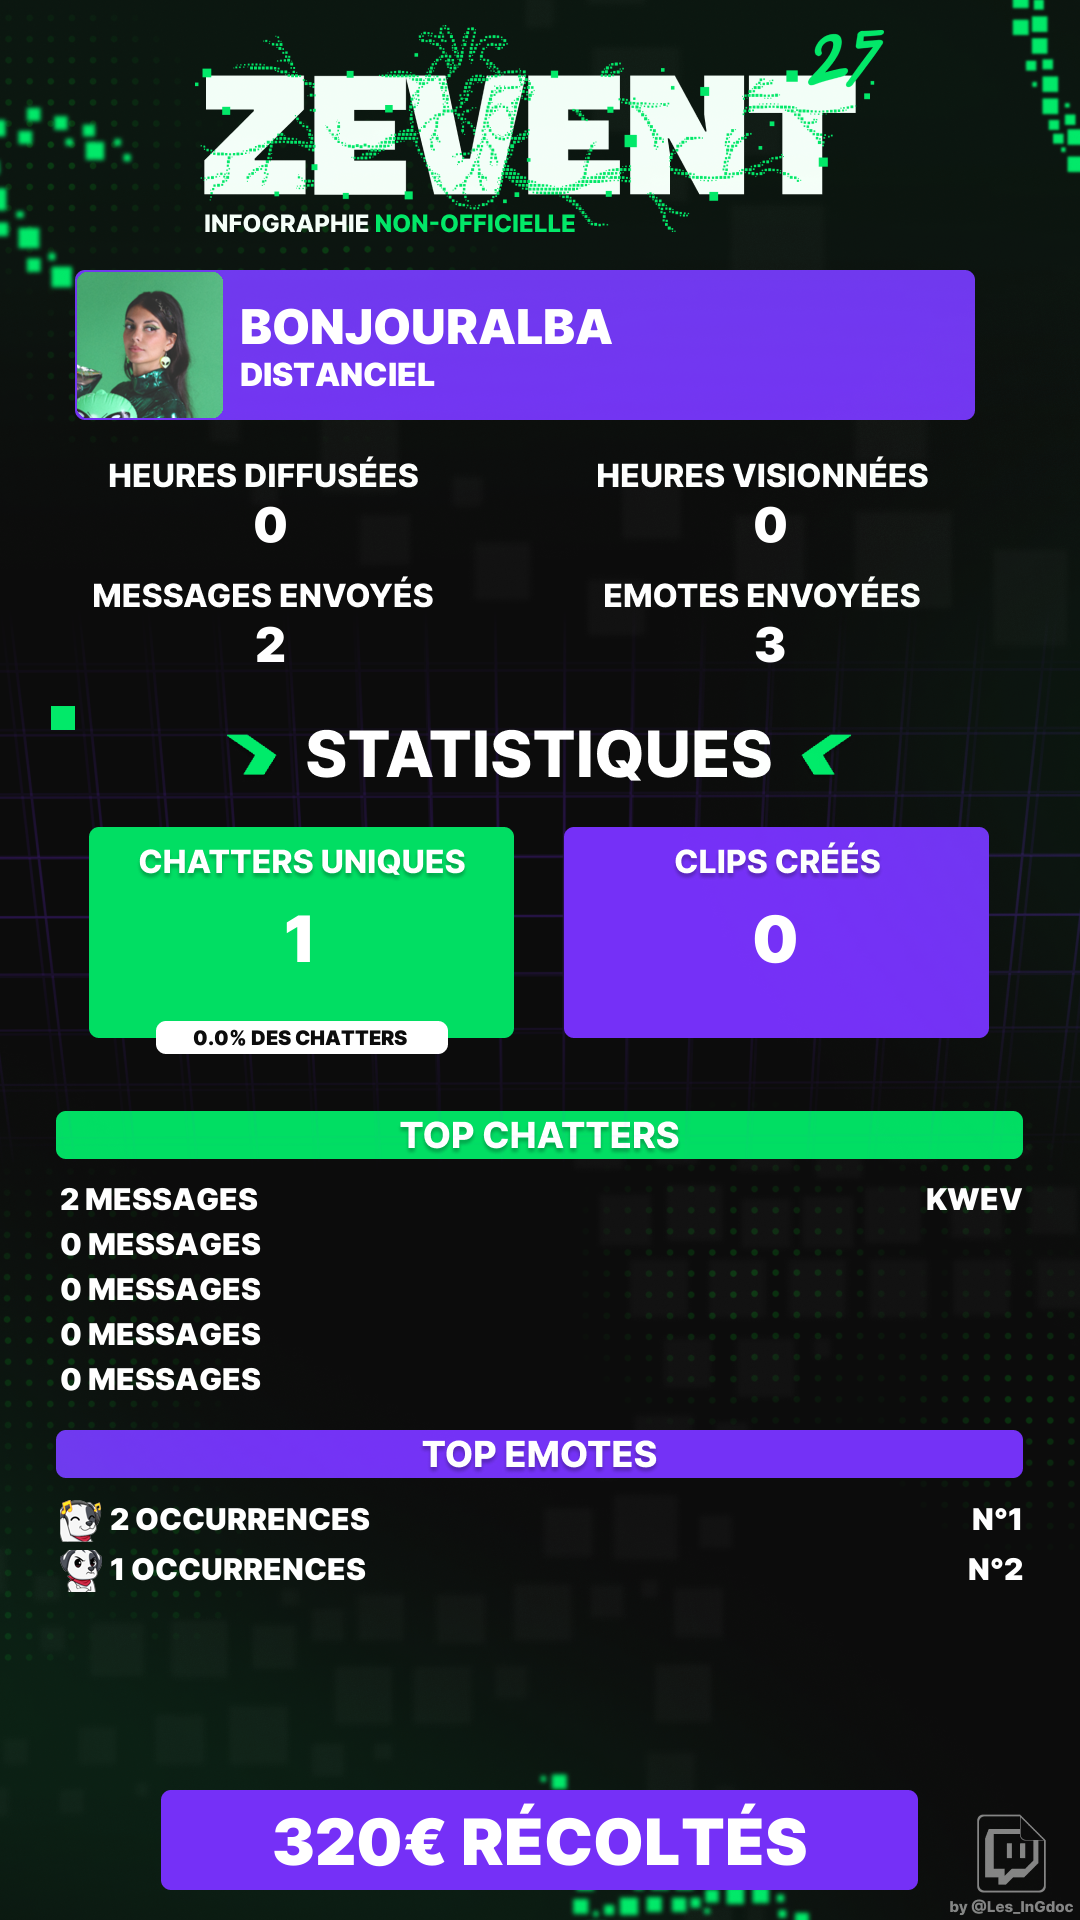 ZEVENT 25
INFOGRAPHIE NON-OFFICIELLE
BONJOURALBA
DISTANCIEL
HEURES DIFFUSÉES
0
HEURES VISIONNÉES
0
MESSAGES ENVOYÉS
2
EMOTES ENVOYÉES
3
STATISTIQUES
CHATTERS UNIQUES
1
0.0% DES CHATTERS
CLIPS CRÉÉS
0
TOP CHATTERS
2 MESSAGES KWEV
0 MESSAGES
0 MESSAGES
0 MESSAGES
0 MESSAGES
TOP EMOTES
2 OCCURRENCES N°1
1 OCCURRENCES N°2
320€ RÉCOLTÉS
by @Les_InGdoc